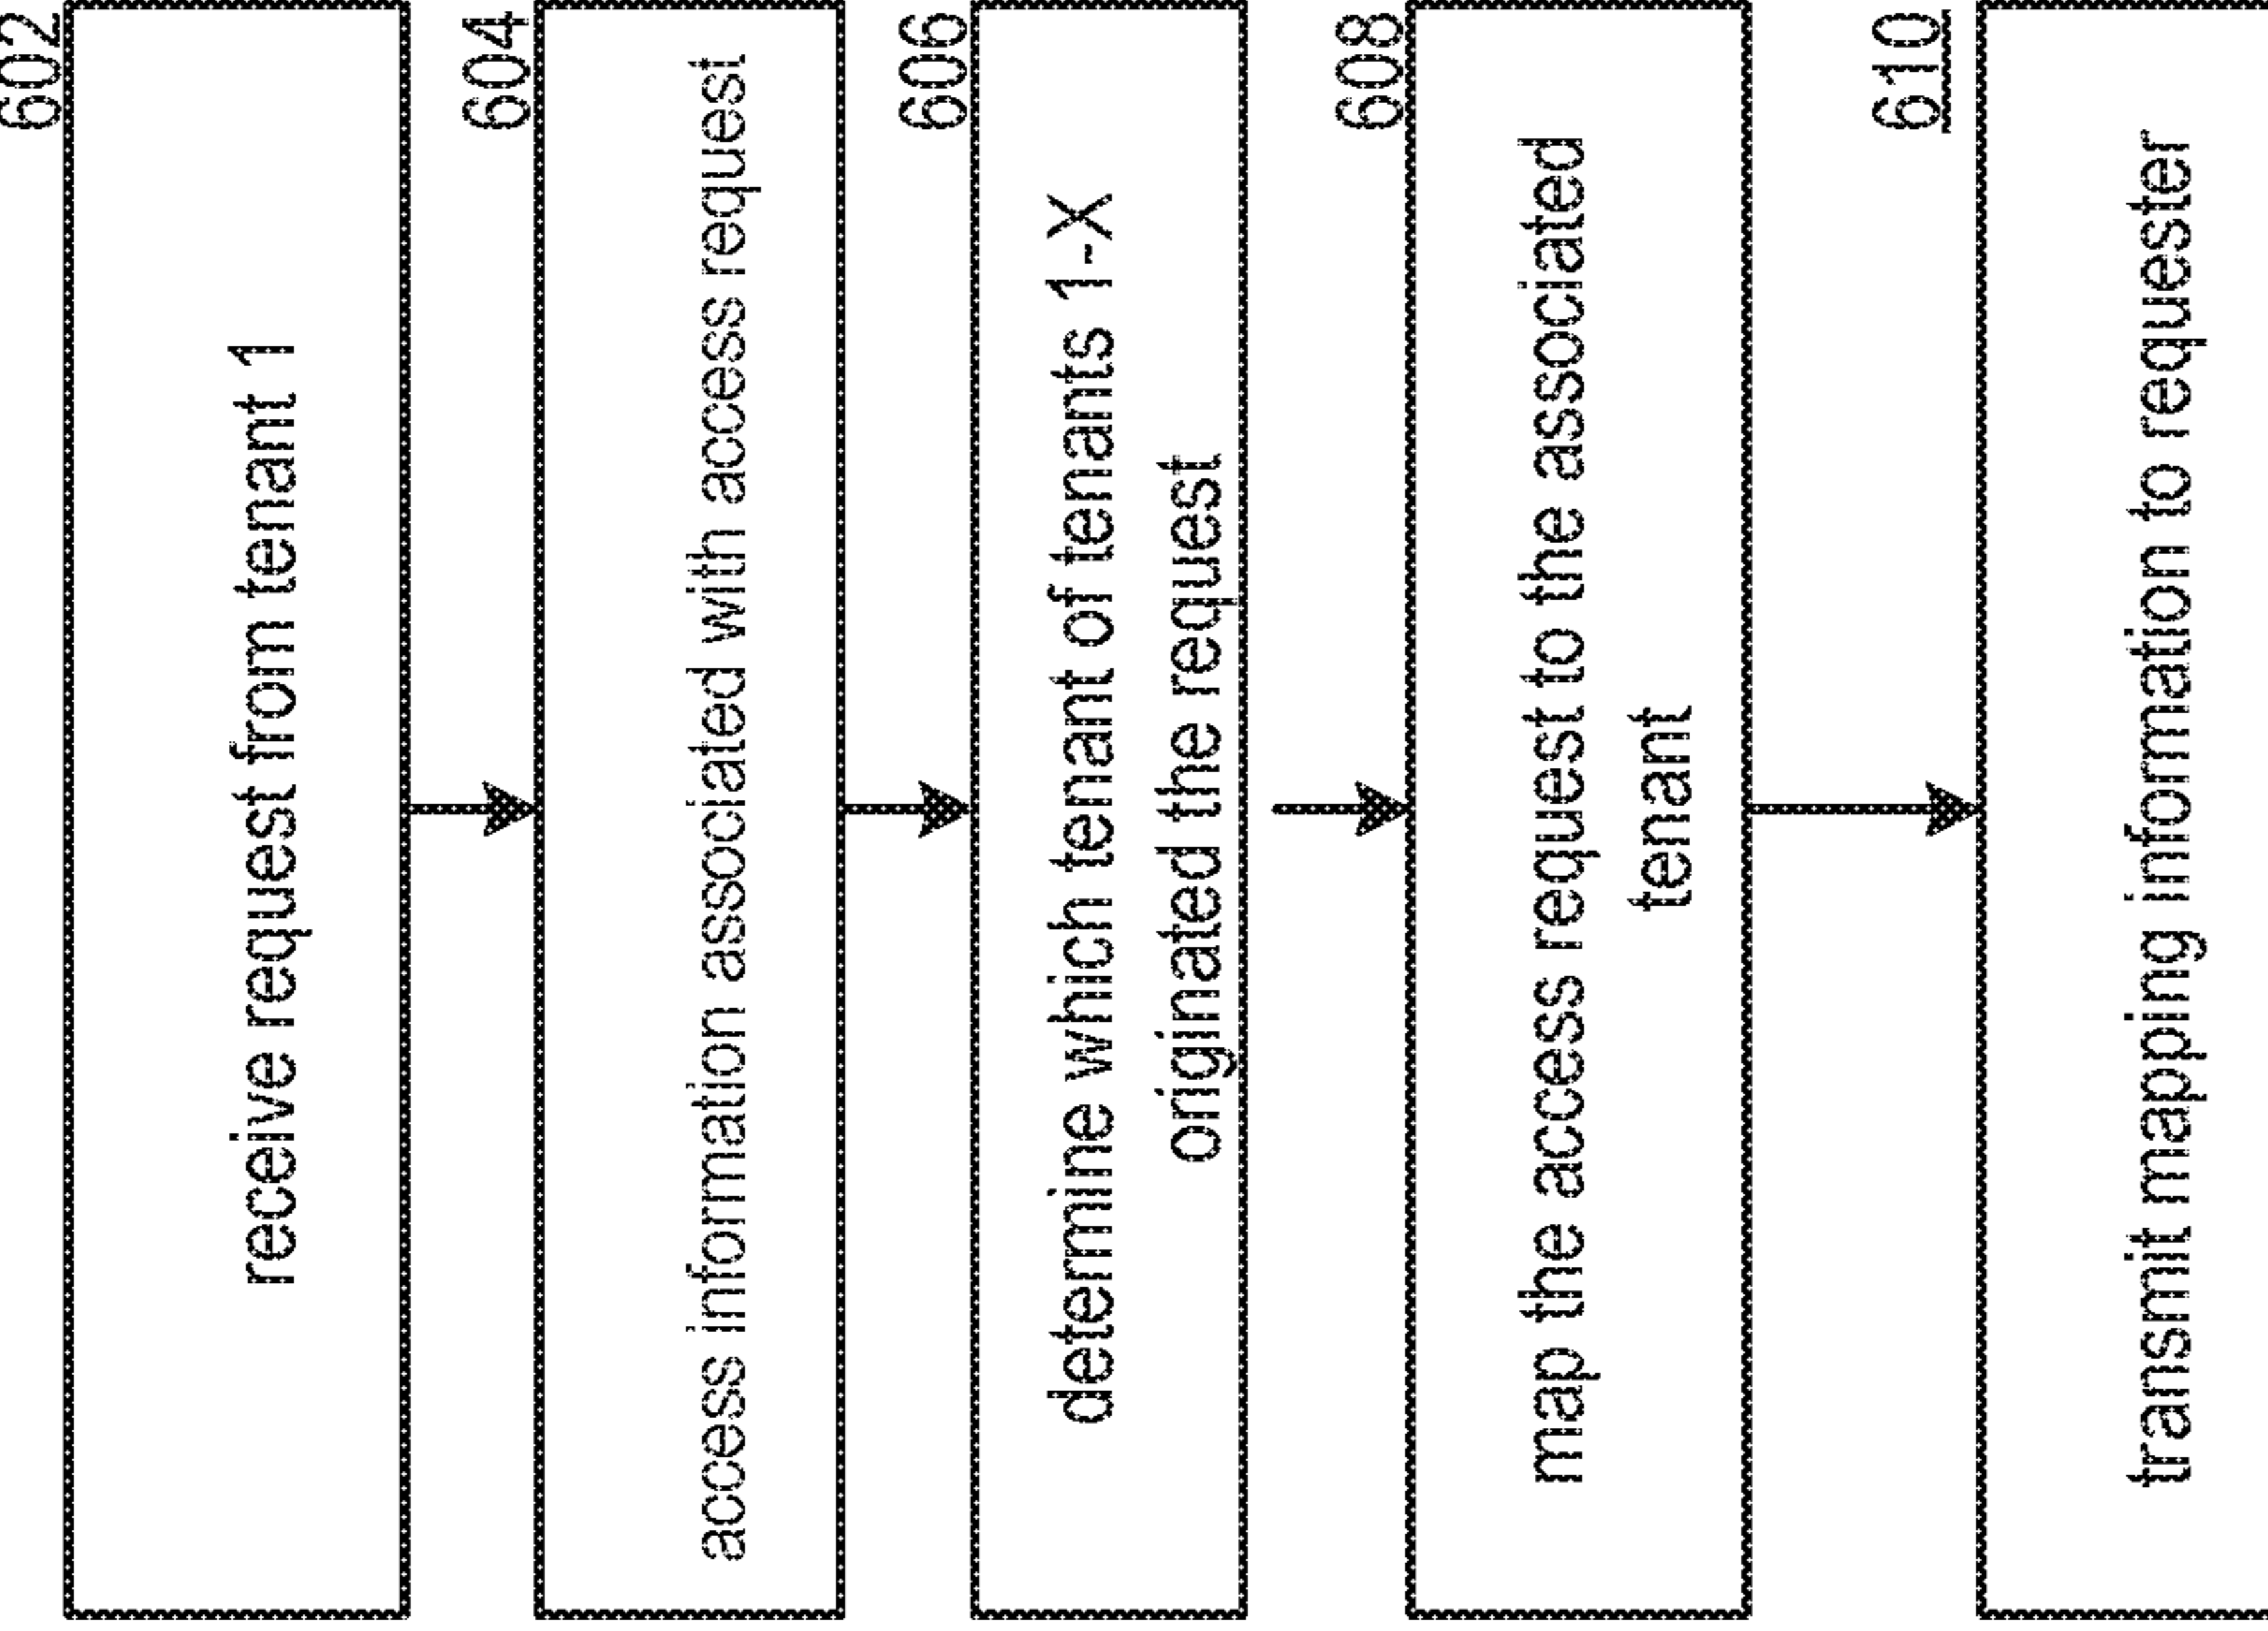 602
receive request from tenant 1
604
access information associated with access request
606
determine which tenant of tenants 1-X
originated the request
608
map the access request to the associated
tenant
610
transmit mapping information to requester